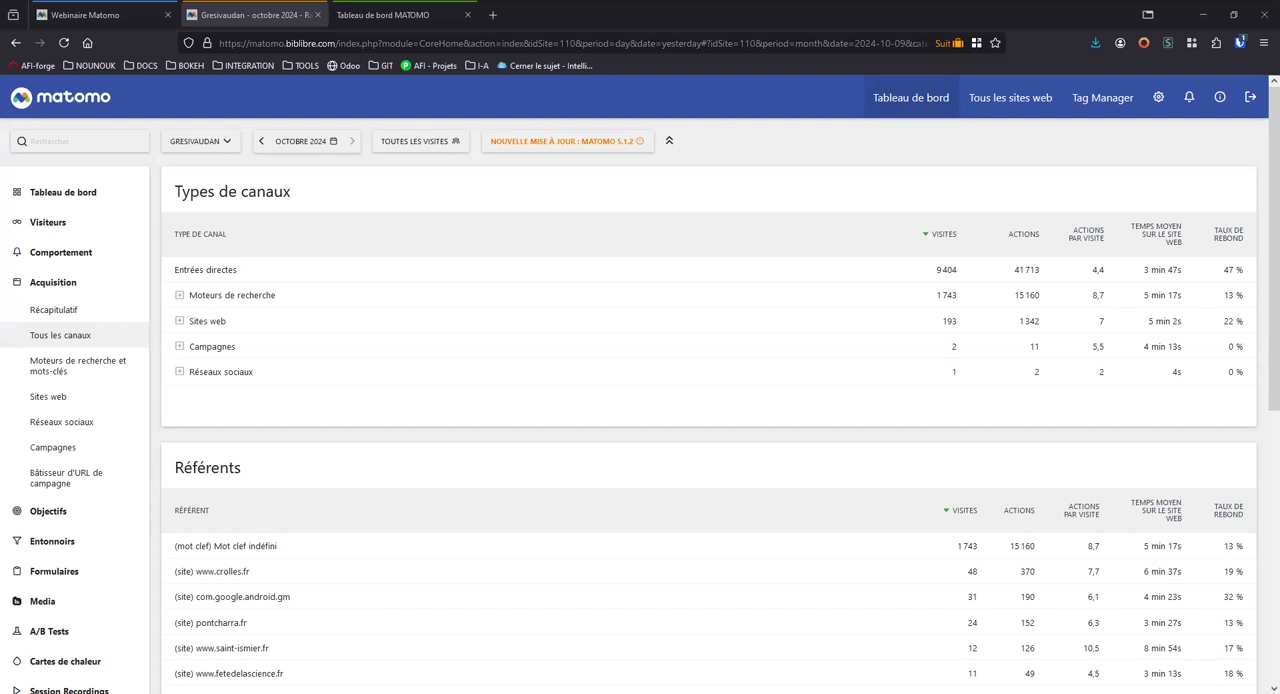 Webinaire Matomo
Gresivaudan - octobre 2024 - R
Tableau de bord MATOMO
https://matomo.biblibre.com/index.php?module=CoreHome&action=index&idSite=110&period=day&date=yesterday#?idSite=110&period=month&date=2024-10-09&cat
Suit
AFI-forge NOUNOUK DOCS BOKEH INTEGRATION TOOLS Odoo GIT AFI - Projets I-A Cerner le sujet - Intelli...
matomo
Tableau de bord Tous les sites web Tag Manager
Rechercher
GRESIVAUDAN
OCTOBRE 2024
TOUTES LES VISITES
NOUVELLE MISE À JOUR : MATOMO 5.1.2
Tableau de bord
Visiteurs
Comportement
Acquisition
Récapitulatif
Tous les canaux
Moteurs de recherche et
mots-clés
Sites web
Réseaux sociaux
Campagnes
Bâtisseur d'URL de
campagne
Objectifs
Entonnoirs
Formulaires
Media
A/B Tests
Cartes de chaleur
Session Recordings
Types de canaux
TYPE DE CANAL VISITES ACTIONS ACTIONS PAR VISITE TEMPS MOYEN SUR LE SITE WEB TAUX DE REBOND
Entrées directes 9 404 41 713 4,4 3 min 47s 47 %
Moteurs de recherche 1 743 15 160 8,7 5 min 17s 13 %
Sites web 193 1 342 7 5 min 2s 22 %
Campagnes 2 11 5,5 4 min 13s 0 %
Réseaux sociaux 1 2 2 4s 0 %
Référents
RÉFÉRENT VISITES ACTIONS ACTIONS PAR VISITE TEMPS MOYEN SUR LE SITE WEB TAUX DE REBOND
(mot clef) Mot clef indéfini 1 743 15 160 8,7 5 min 17s 13 %
(site) www.crolles.fr 48 370 7,7 6 min 37s 19 %
(site) com.google.android.gm 31 190 6,1 4 min 23s 32 %
(site) pontcharra.fr 24 152 6,3 3 min 27s 13 %
(site) www.saint-ismier.fr 12 126 10,5 8 min 54s 17 %
(site) www.fetedelascience.fr 11 49 4,5 3 min 13s 18 %